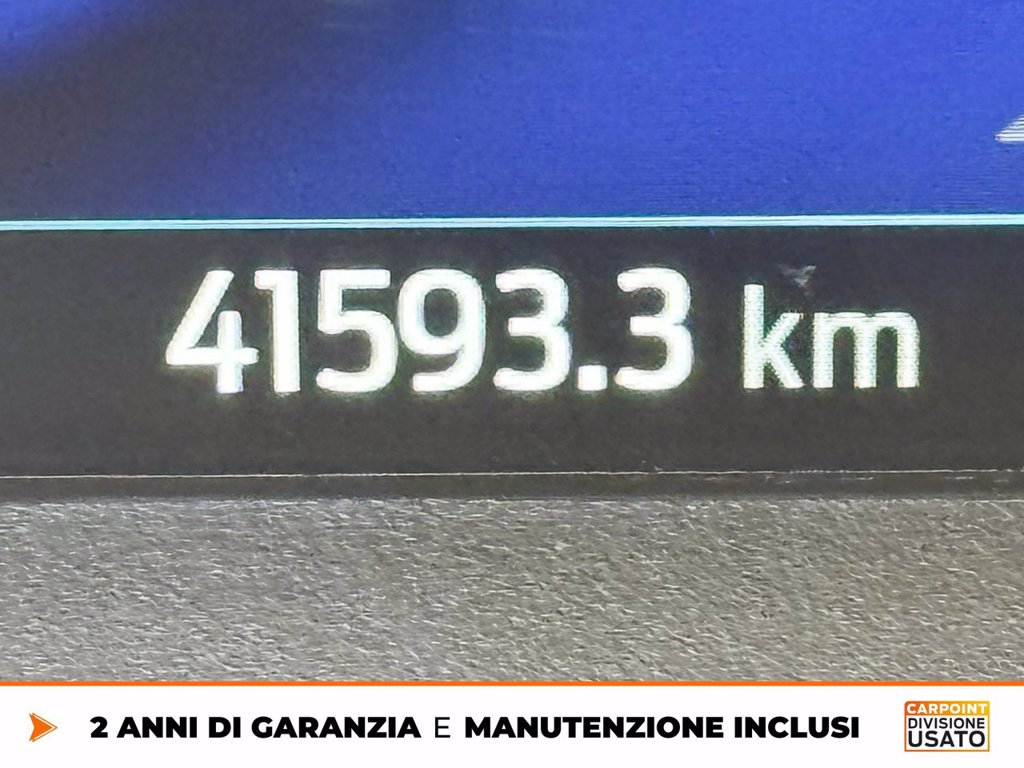 41593.3 km
2 ANNI DI GARANZIA E MANUTENZIONE INCLUSI
CARPOINT
DIVISIONE
USATO